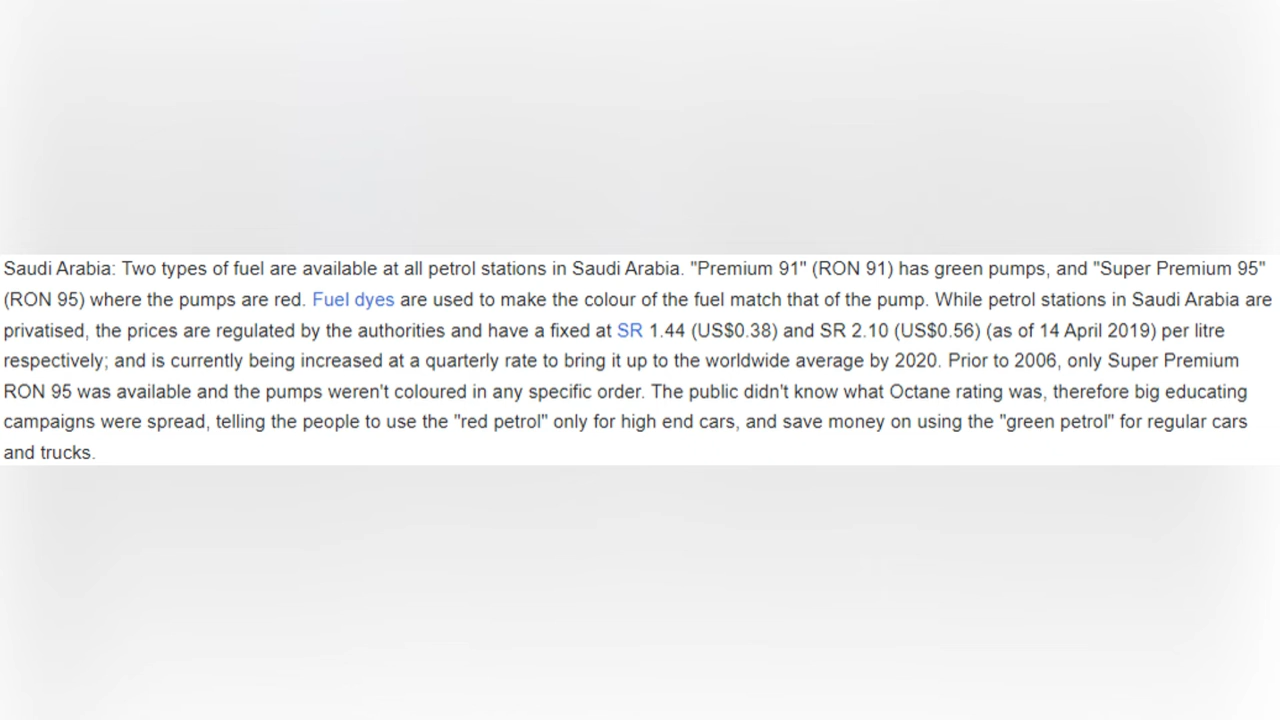 Saudi Arabia: Two types of fuel are available at all petrol stations in Saudi Arabia. "Premium 91" (RON 91) has green pumps, and "Super Premium 95"
(RON 95) where the pumps are red. Fuel dyes are used to make the colour of the fuel match that of the pump. While petrol stations in Saudi Arabia are
privatised, the prices are regulated by the authorities and have a fixed at SR 1.44 (US$0.38) and SR 2.10 (US$0.56) (as of 14 April 2019) per litre
respectively; and is currently being increased at a quarterly rate to bring it up to the worldwide average by 2020. Prior to 2006, only Super Premium
RON 95 was available and the pumps weren't coloured in any specific order. The public didn't know what Octane rating was, therefore big educating
campaigns were spread, telling the people to use the "red petrol" only for high end cars, and save money on using the "green petrol" for regular cars
and trucks.